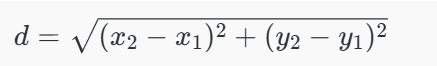 d = √((x₂ − x₁)² + (y₂ − y₁)²)